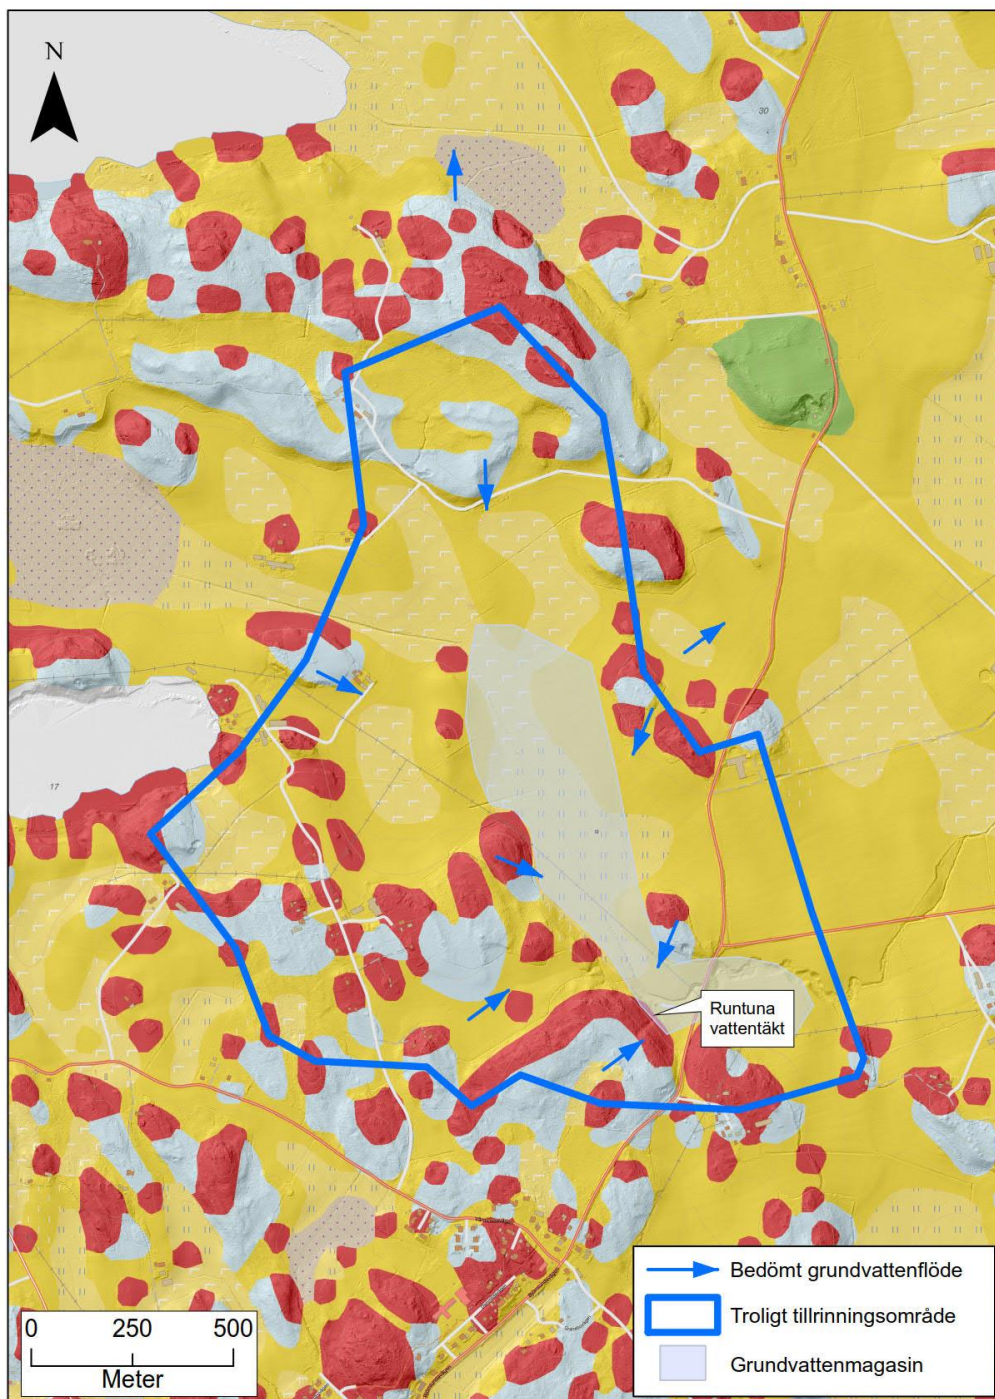 N
30
17
Runtuna
vattentäkt
0 250 500
Meter
Bedömt grundvattenflöde
Troligt tillrinningsområde
Grundvattenmagasin